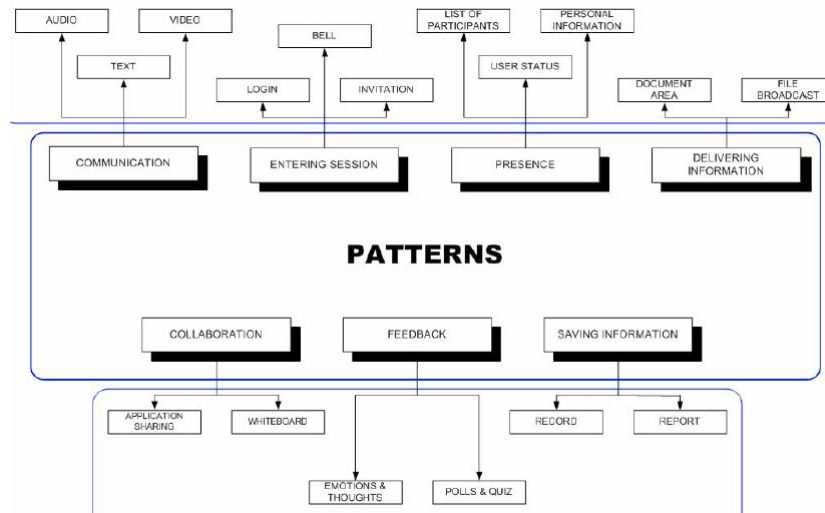 AUDIO
VIDEO
BELL
LIST OF
PARTICIPANTS
PERSONAL
INFORMATION
TEXT
USER STATUS
LOGIN
INVITATION
DOCUMENT
AREA
FILE
BROADCAST
COMMUNICATION
ENTERING SESSION
PRESENCE
DELIVERING
INFORMATION
PATTERNS
COLLABORATION
FEEDBACK
SAVING INFORMATION
APPLICATION
SHARING
WHITEBOARD
RECORD
REPORT
EMOTIONS &
THOUGHTS
POLLS & QUIZ